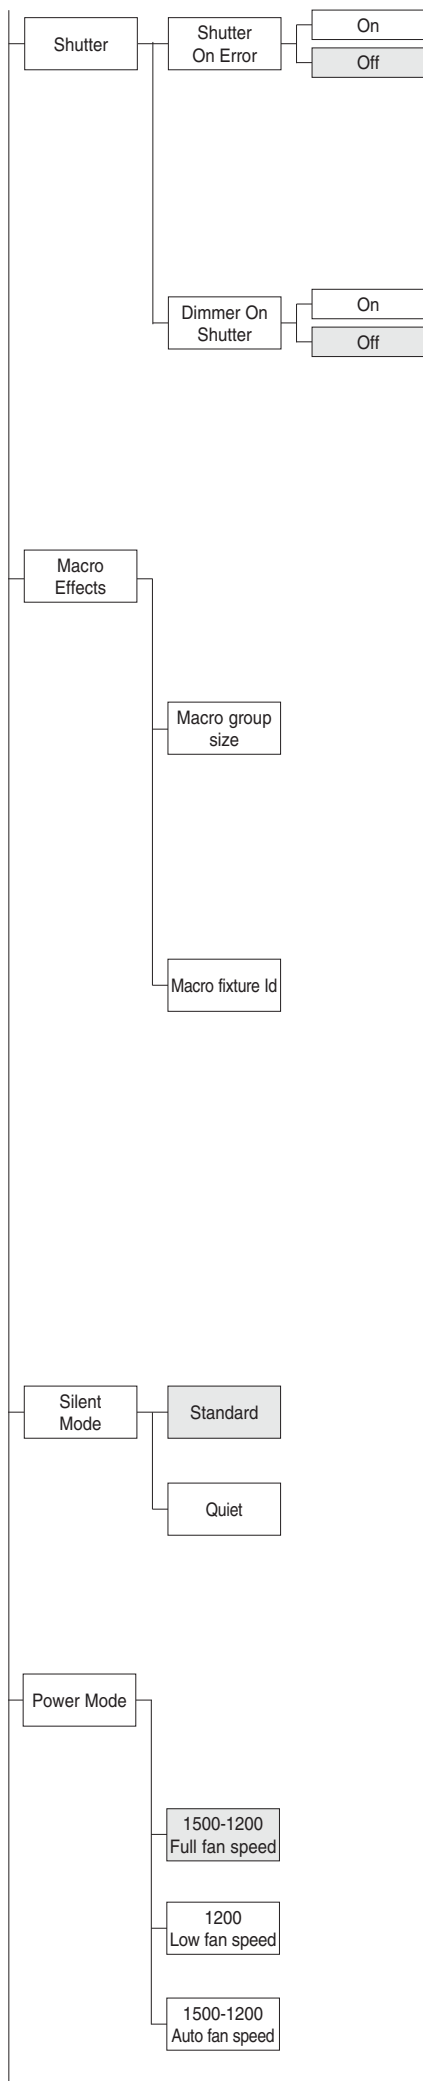 Shutter
Shutter
On Error
On
Off
Dimmer On
Shutter
On
Off
Macro
Effects
Macro group
size
Macro fixture Id
Silent
Mode
Standard
Quiet
Power Mode
1500-1200
Full fan speed
1200
Low fan speed
1500-1200
Auto fan speed